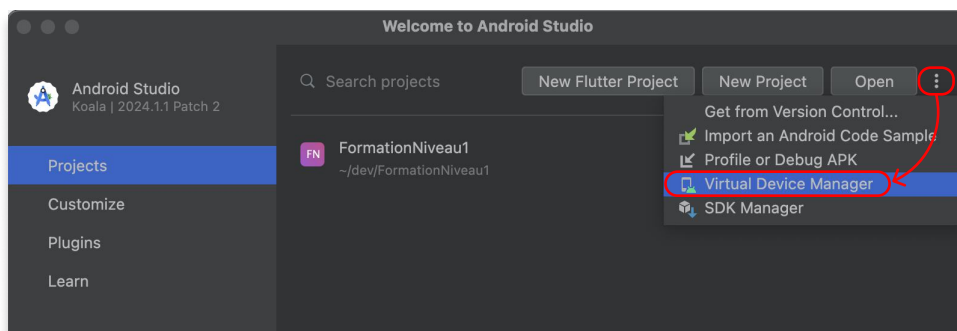 Welcome to Android Studio
Android Studio
Koala | 2024.1.1 Patch 2
Search projects
New Flutter Project
New Project
Open
Get from Version Control...
Import an Android Code Sample
Profile or Debug APK
Virtual Device Manager
SDK Manager
FN
FormationNiveau1
~/dev/FormationNiveau1
Projects
Customize
Plugins
Learn